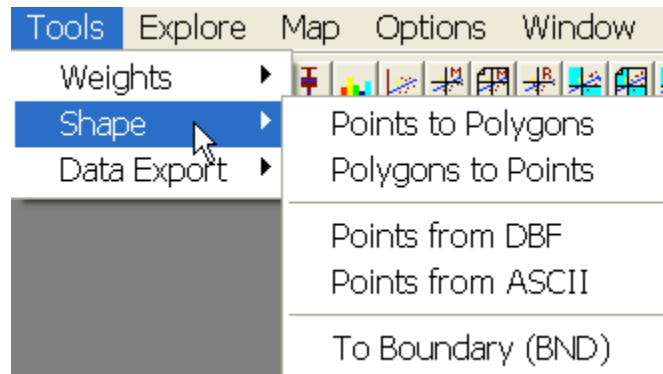 Tools Explore Map Options Window
Weights
Shape
Data Export
Points to Polygons
Polygons to Points
Points from DBF
Points from ASCII
To Boundary (BND)